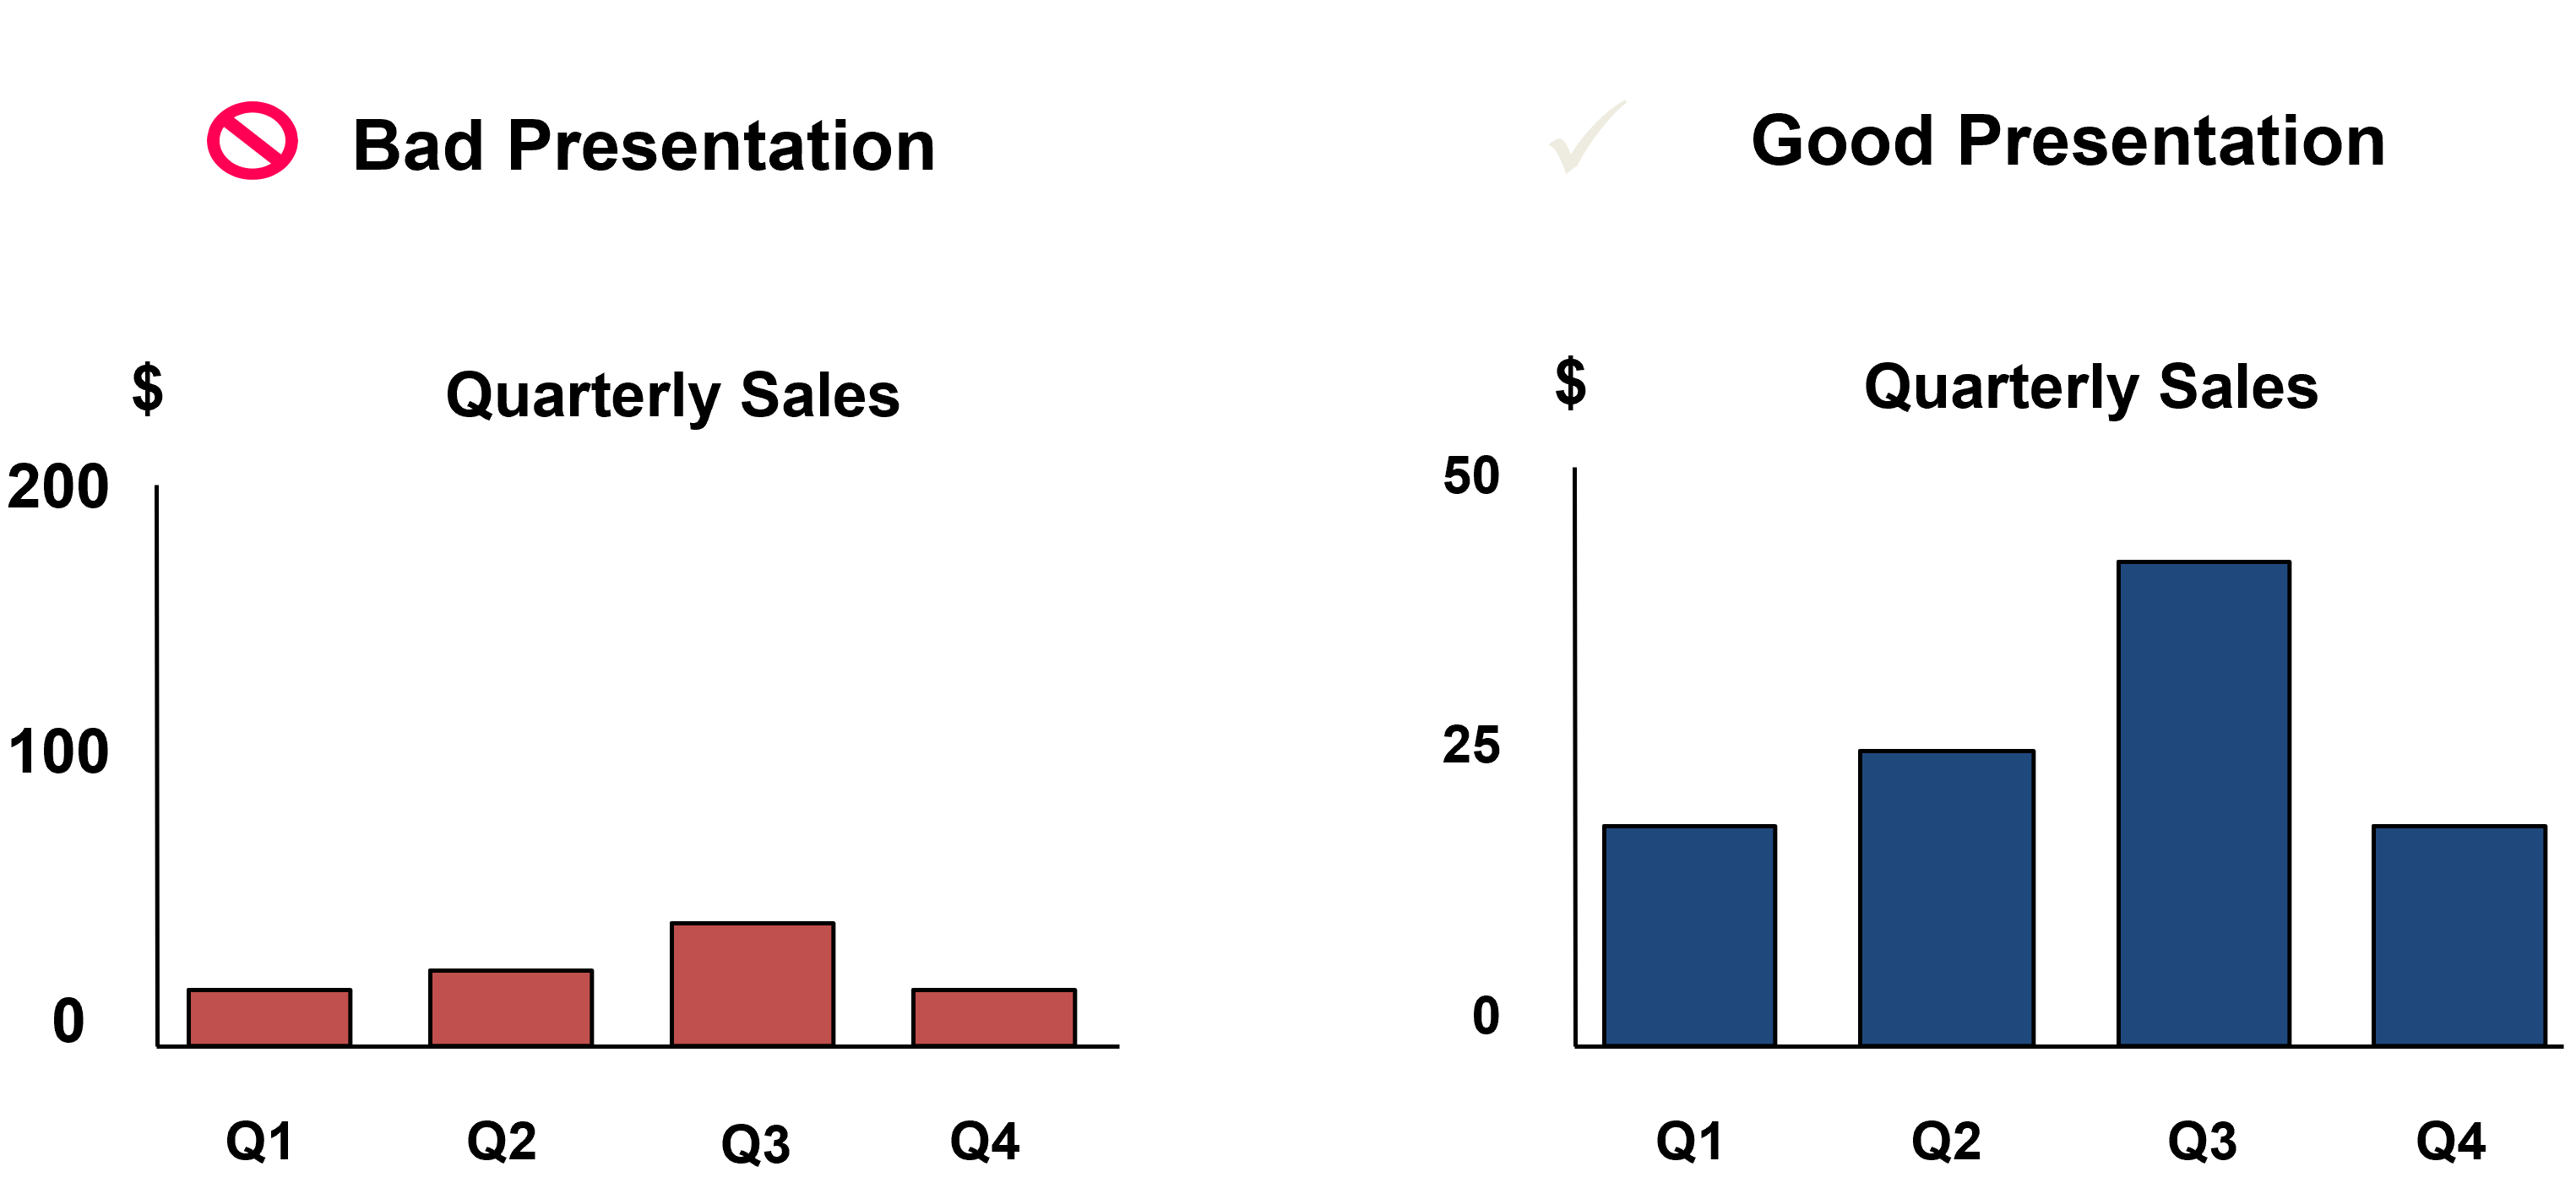 Bad Presentation
Good Presentation
$ Quarterly Sales
200
100
0
Q1 Q2 Q3 Q4
$ Quarterly Sales
50
25
0
Q1 Q2 Q3 Q4